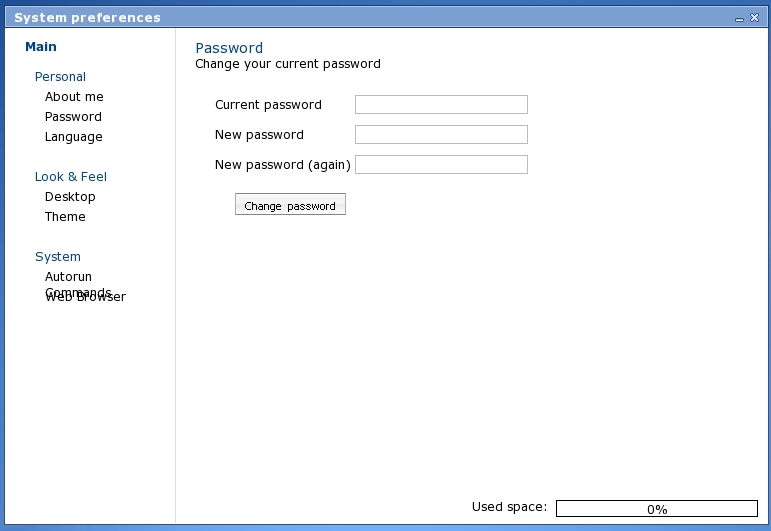 System preferences
Main
Personal
About me
Password
Language
Look & Feel
Desktop
Theme
System
Autorun
Commands
Web Browser
Password
Change your current password
Current password
New password
New password (again)
Change password
Used space:
0%